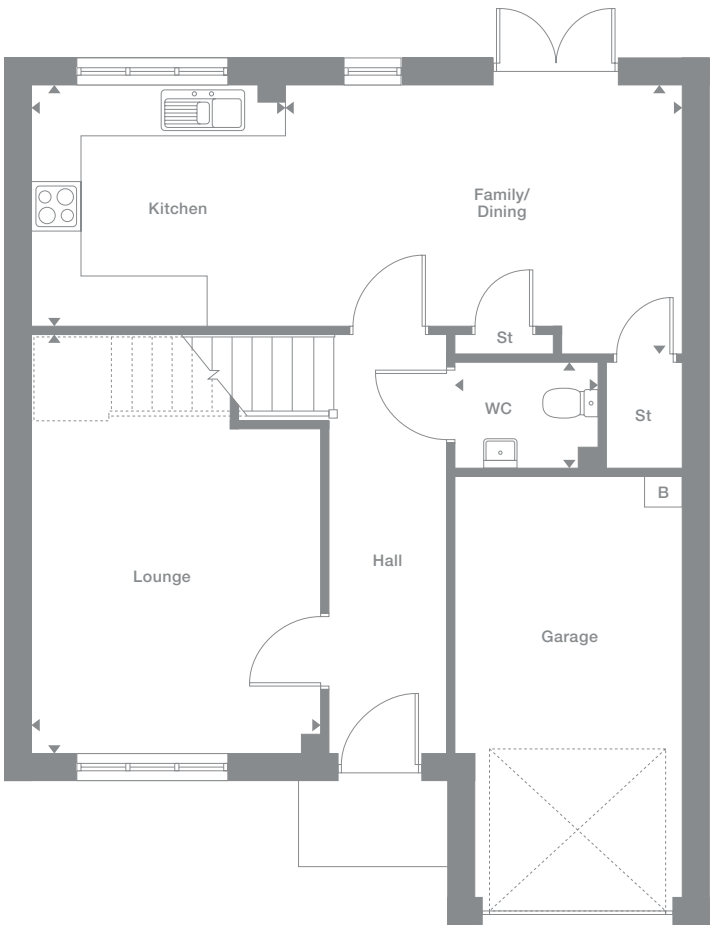 Kitchen
Family/
Dining
St
WC
St
B
Hall
Lounge
Garage